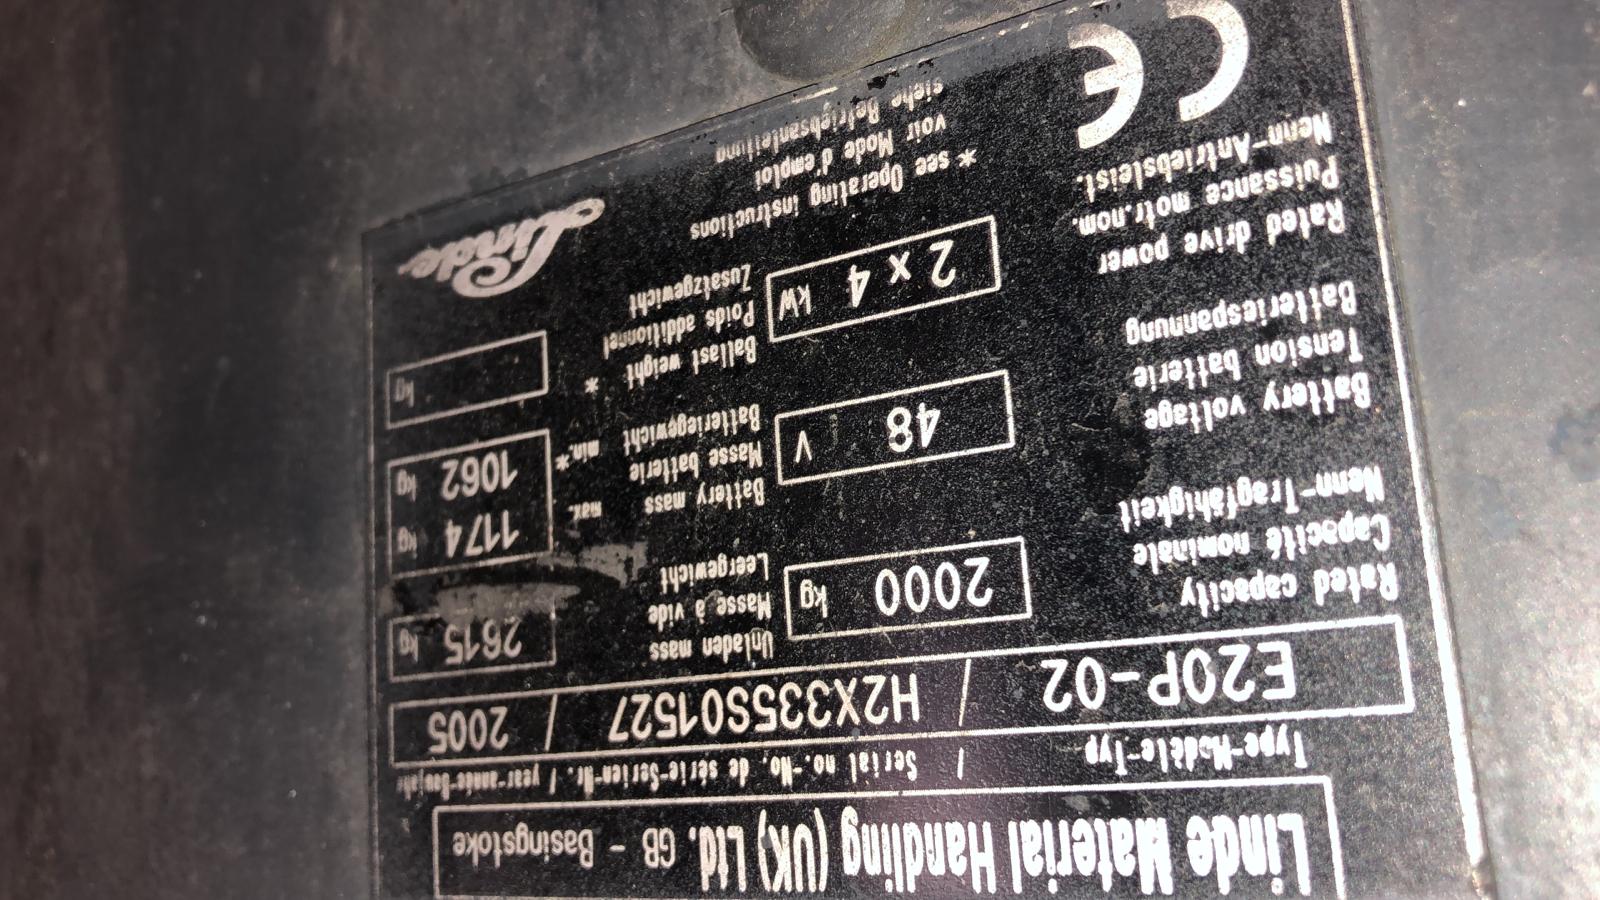 Linde Material Handling (UK) Ltd. GB - Basingstoke
Type-Modèle-Typ / Serial no.-No. de série-Serien-Nr. / year-année-Baujahr
E20P-02 / H2X335S01527 / 2005
Rated capacity
Capacité nominale
Nenn-Tragfähigkeit
2000 kg
Unladen mass
Masse à vide
Leergewicht
2615 kg
Battery voltage
Tension batterie
Batteriespannung
48 V
Battery mass
Masse batterie
Batteriegewicht
max.
min.*
1174 kg
1062 kg
Rated drive power
Puissance motr.nom.
Nenn-Antriebsleist.
2 x 4 kW
Ballast weight
Poids additionnel
Zusatzgewicht
*
kg
CE
* see Operating instructions
voir Mode d'emploi
siehe Betriebsanleitung
Linde